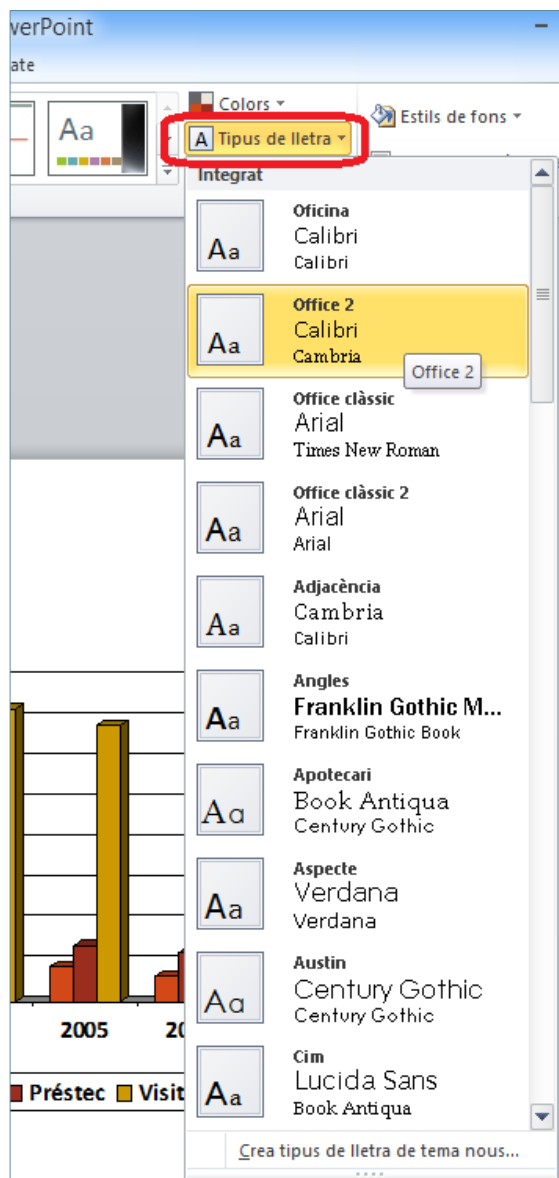 verPoint
ate
Aa
Colors
Estils de fons
A Tipus de lletra
Integrat
Aa
Oficina
Calibri
Calibri
Aa
Office 2
Calibri
Cambria
Office 2
Aa
Office clàssic
Arial
Times New Roman
Aa
Office clàssic 2
Arial
Arial
Aa
Adjacència
Cambria
Calibri
Aa
Angles
Franklin Gothic M...
Franklin Gothic Book
Aa
Apotecari
Book Antiqua
Century Gothic
Aa
Aspecte
Verdana
Verdana
Aa
Austin
Century Gothic
Century Gothic
Aa
Cim
Lucida Sans
Book Antiqua
2005
20
Préstec
Visit
Crea tipus de lletra de tema nous...